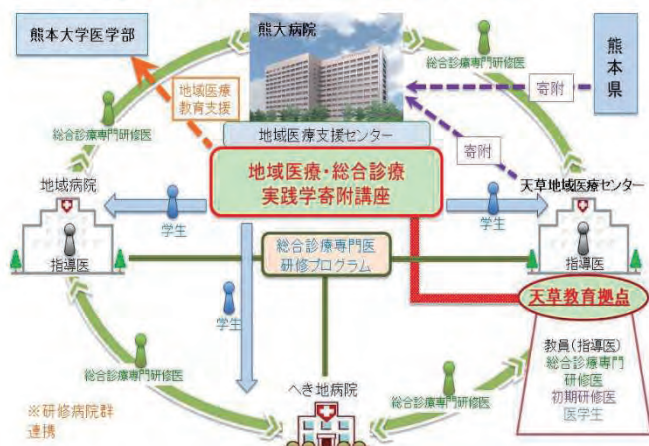 熊本大学医学部
熊大病院
総合診療専門研修医
熊本県
寄附
地域医療
教育支援
総合診療専門研修医
地域医療支援センター
寄附
地域医療・総合診療
実践学寄附講座
地域病院
天草地域医療センター
学生
学生
指導医
総合診療専門医
研修プログラム
指導医
天草教育拠点
学生
教員(指導医)
総合診療専門
研修医
初期研修医
医学生
総合診療専門研修医
へき地病院
総合診療専門研修医
※研修病院群
連携